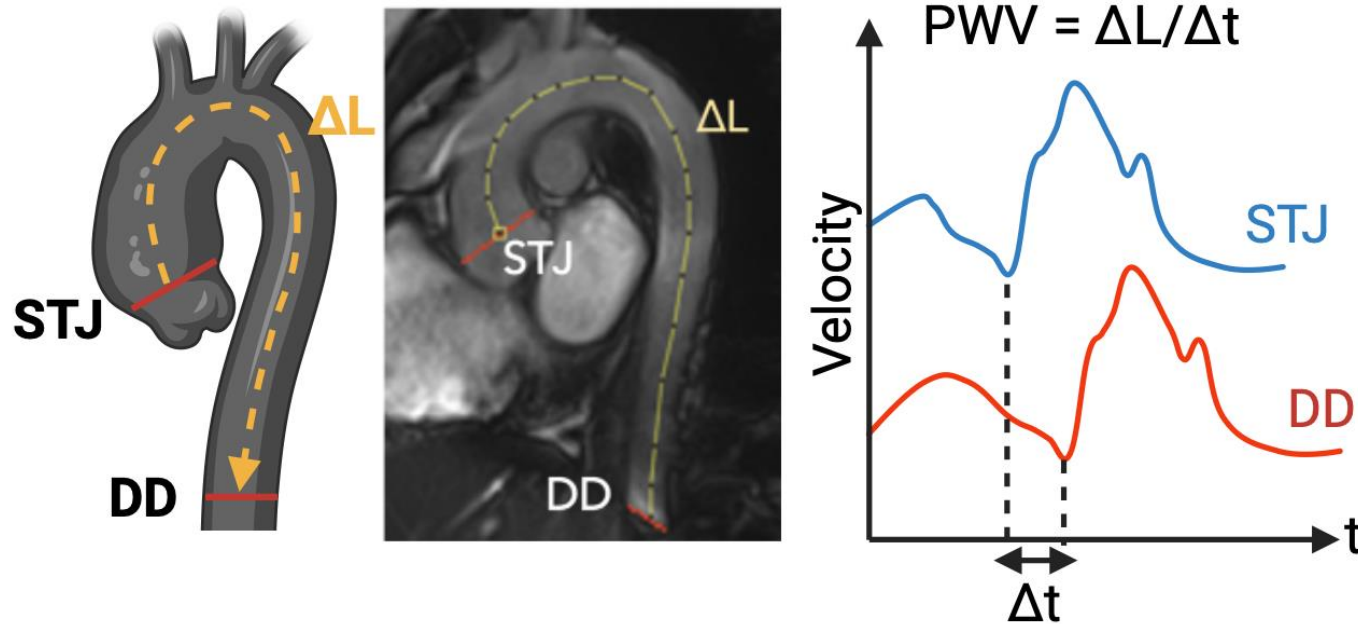 ΔL
STJ
DD
ΔL
STJ
DD
PWV = ΔL/Δt
Velocity
STJ
DD
t
Δt